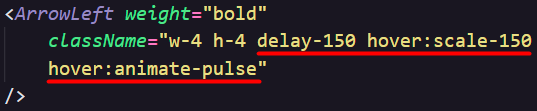 <ArrowLeft weight="bold"
className="w-4 h-4 delay-150 hover:scale-150
hover:animate-pulse"
/>